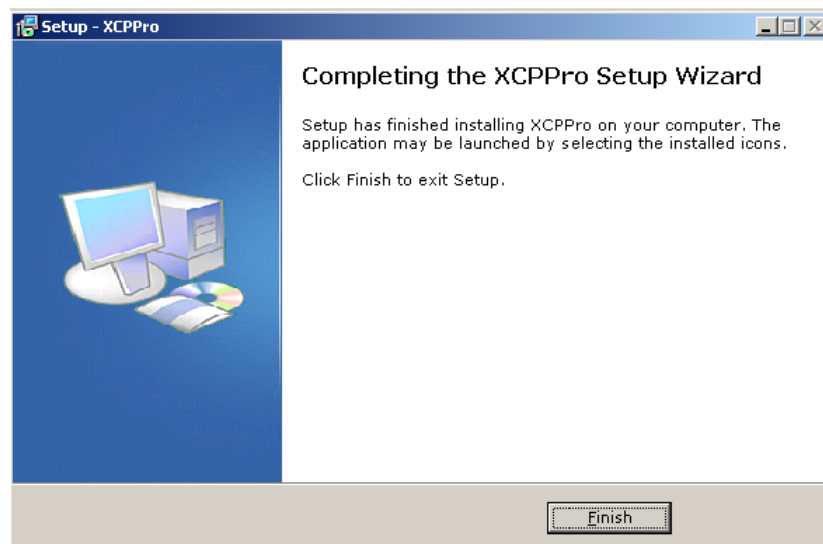 Setup - XCPPro
Completing the XCPPro Setup Wizard
Setup has finished installing XCPPro on your computer. The
application may be launched by selecting the installed icons.
Click Finish to exit Setup.
Finish